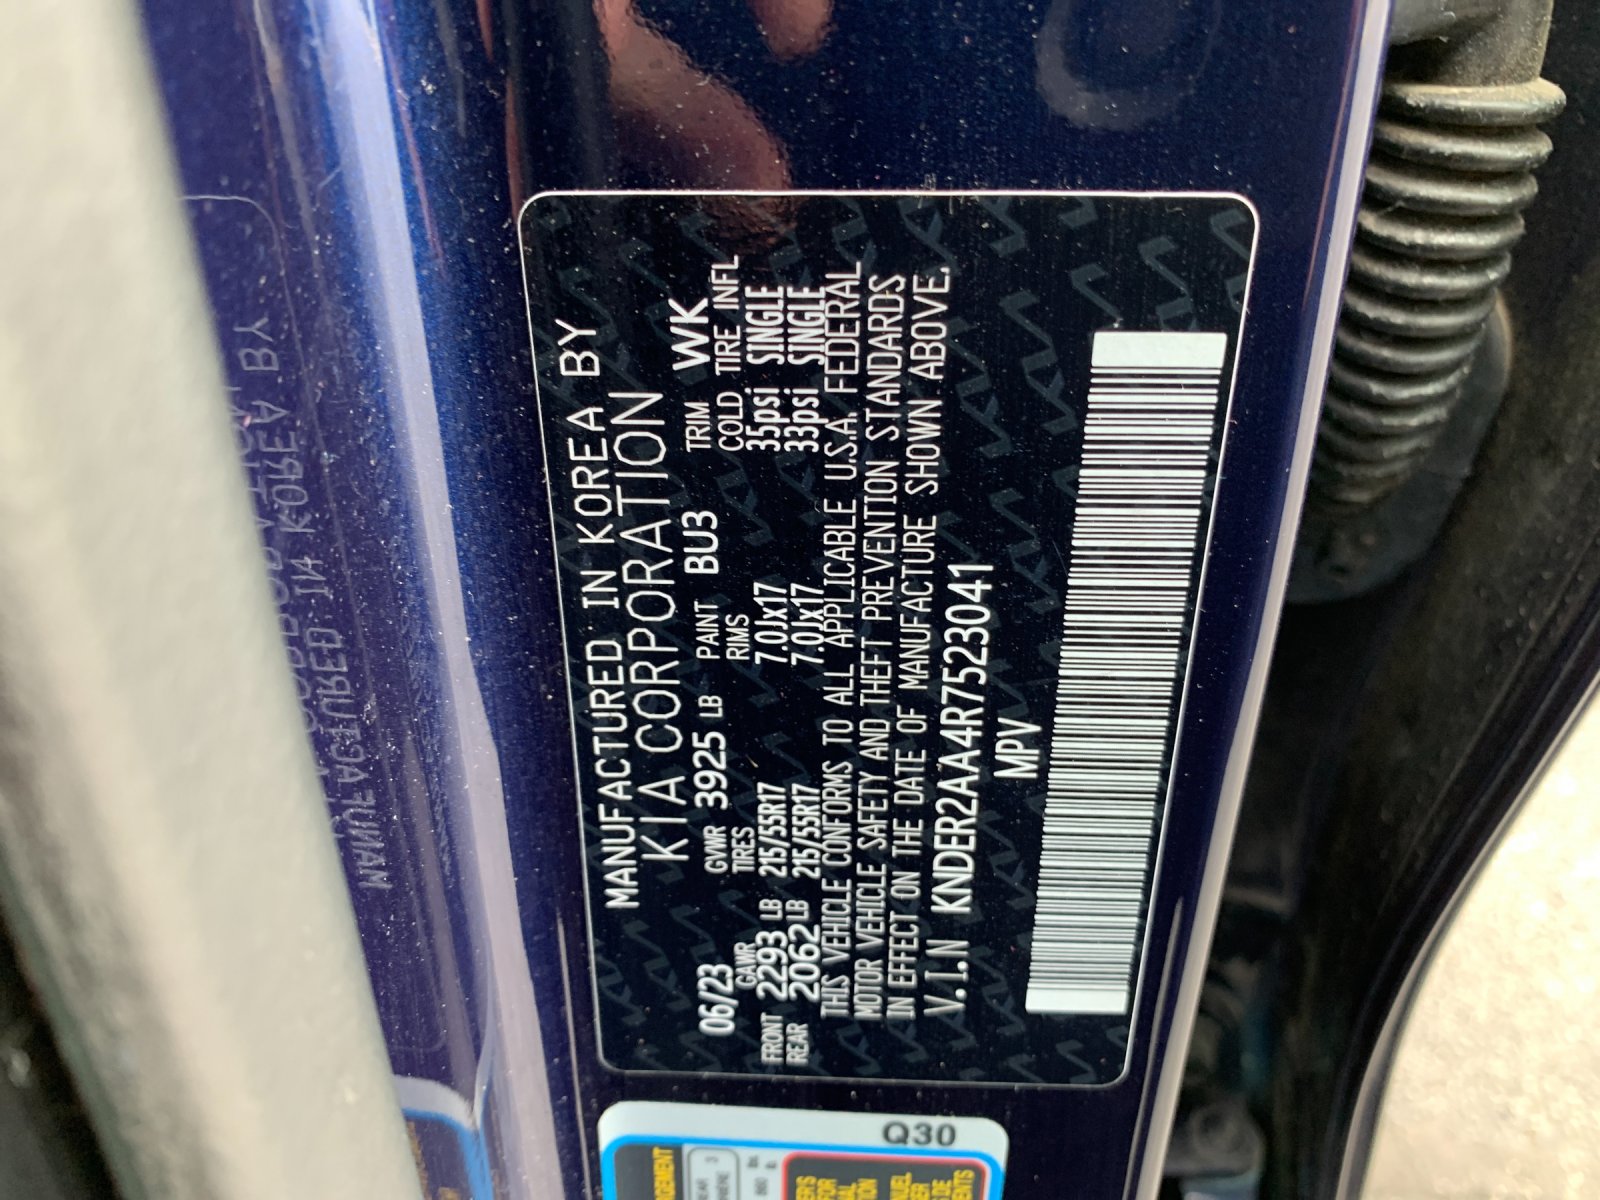 MANUFACTURED IN KOREA BY
KIA CORPORATION
06/23 GVWR 3925 LB PAINT BU3 TRIM WK
GAWR TIRES RIMS COLD TIRE INFL
FRONT 2293 LB 215/55R17 7.0Jx17 35psi SINGLE
REAR 2062 LB 215/55R17 7.0Jx17 33psi SINGLE
THIS VEHICLE CONFORMS TO ALL APPLICABLE U.S.A. FEDERAL
MOTOR VEHICLE SAFETY AND THEFT PREVENTION STANDARDS
IN EFFECT ON THE DATE OF MANUFACTURE SHOWN ABOVE.
V.I.N KNDER2AA4R7523041
MPV
Q30